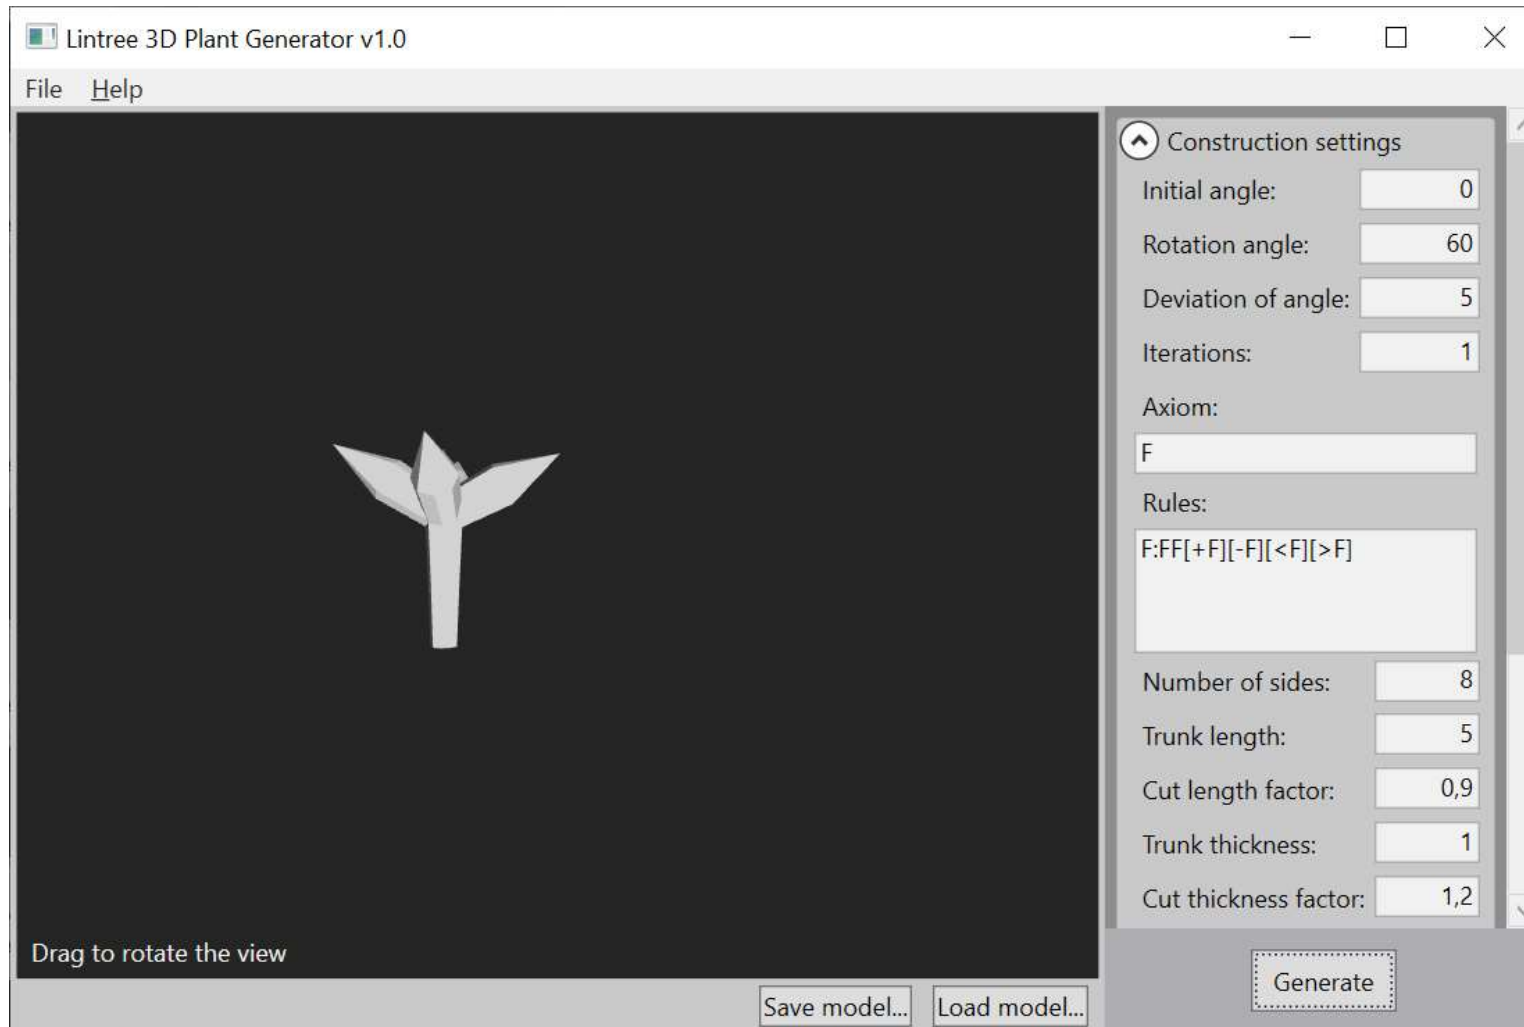 Lintree 3D Plant Generator v1.0
File Help
Construction settings
Initial angle: 0
Rotation angle: 60
Deviation of angle: 5
Iterations: 1
Axiom:
F
Rules:
F:FF[+F][-F][<F][>F]
Number of sides: 8
Trunk length: 5
Cut length factor: 0,9
Trunk thickness: 1
Cut thickness factor: 1,2
Drag to rotate the view
Generate
Save model... Load model...